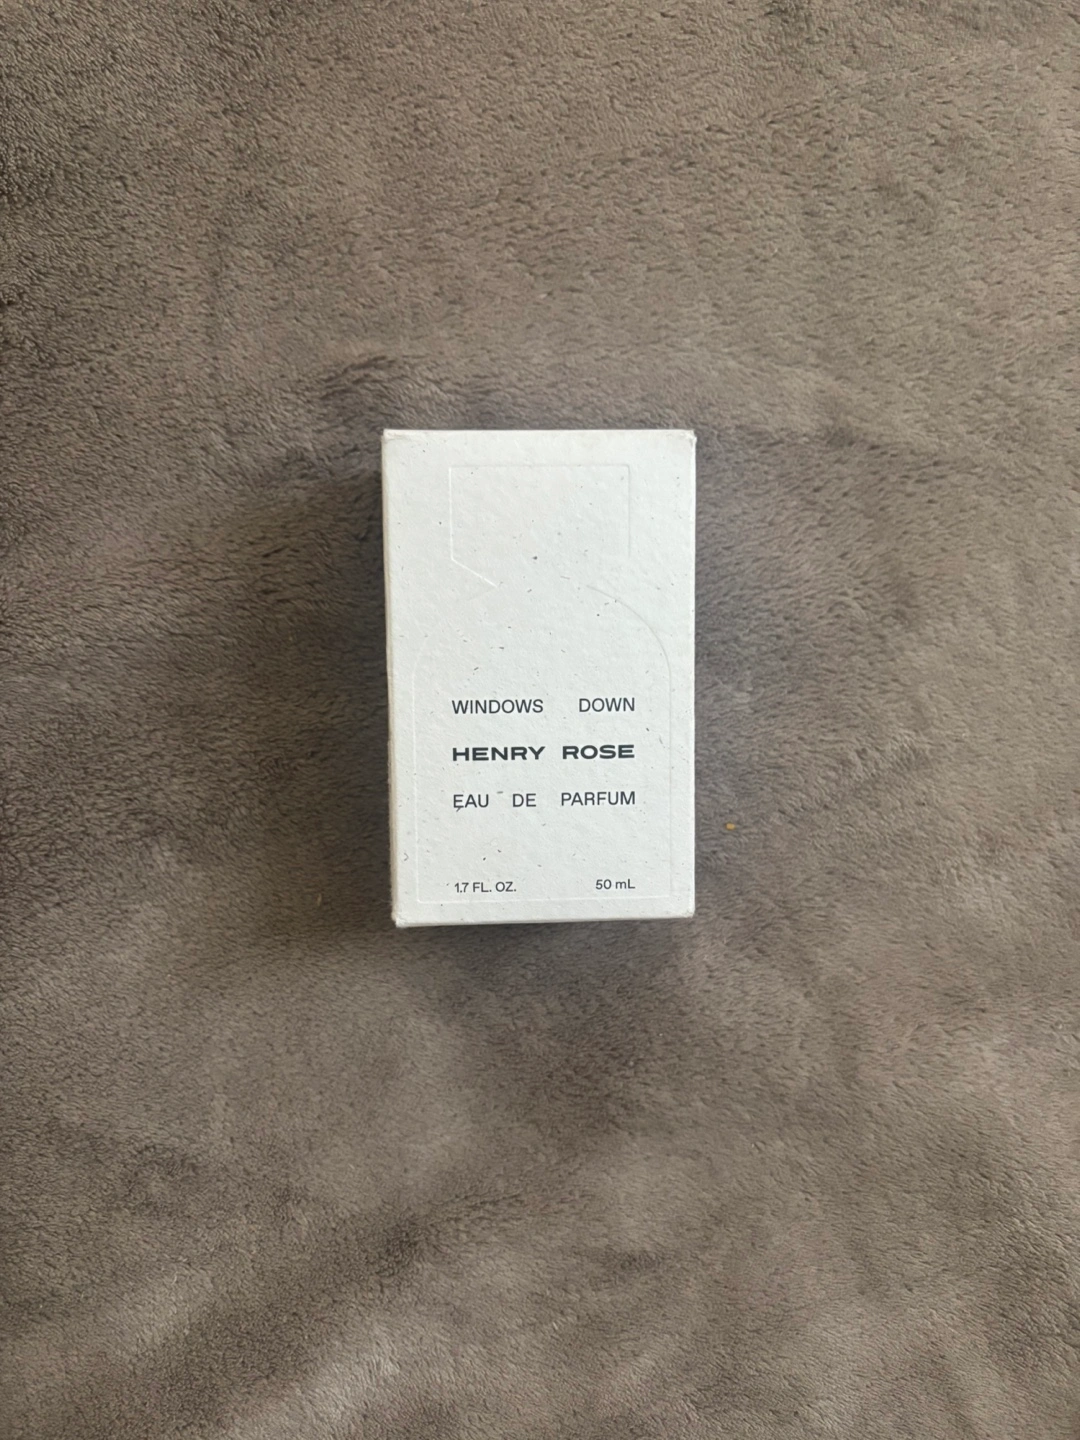 WINDOWS DOWN
HENRY ROSE
EAU DE PARFUM
1.7 FL. OZ. 50 mL